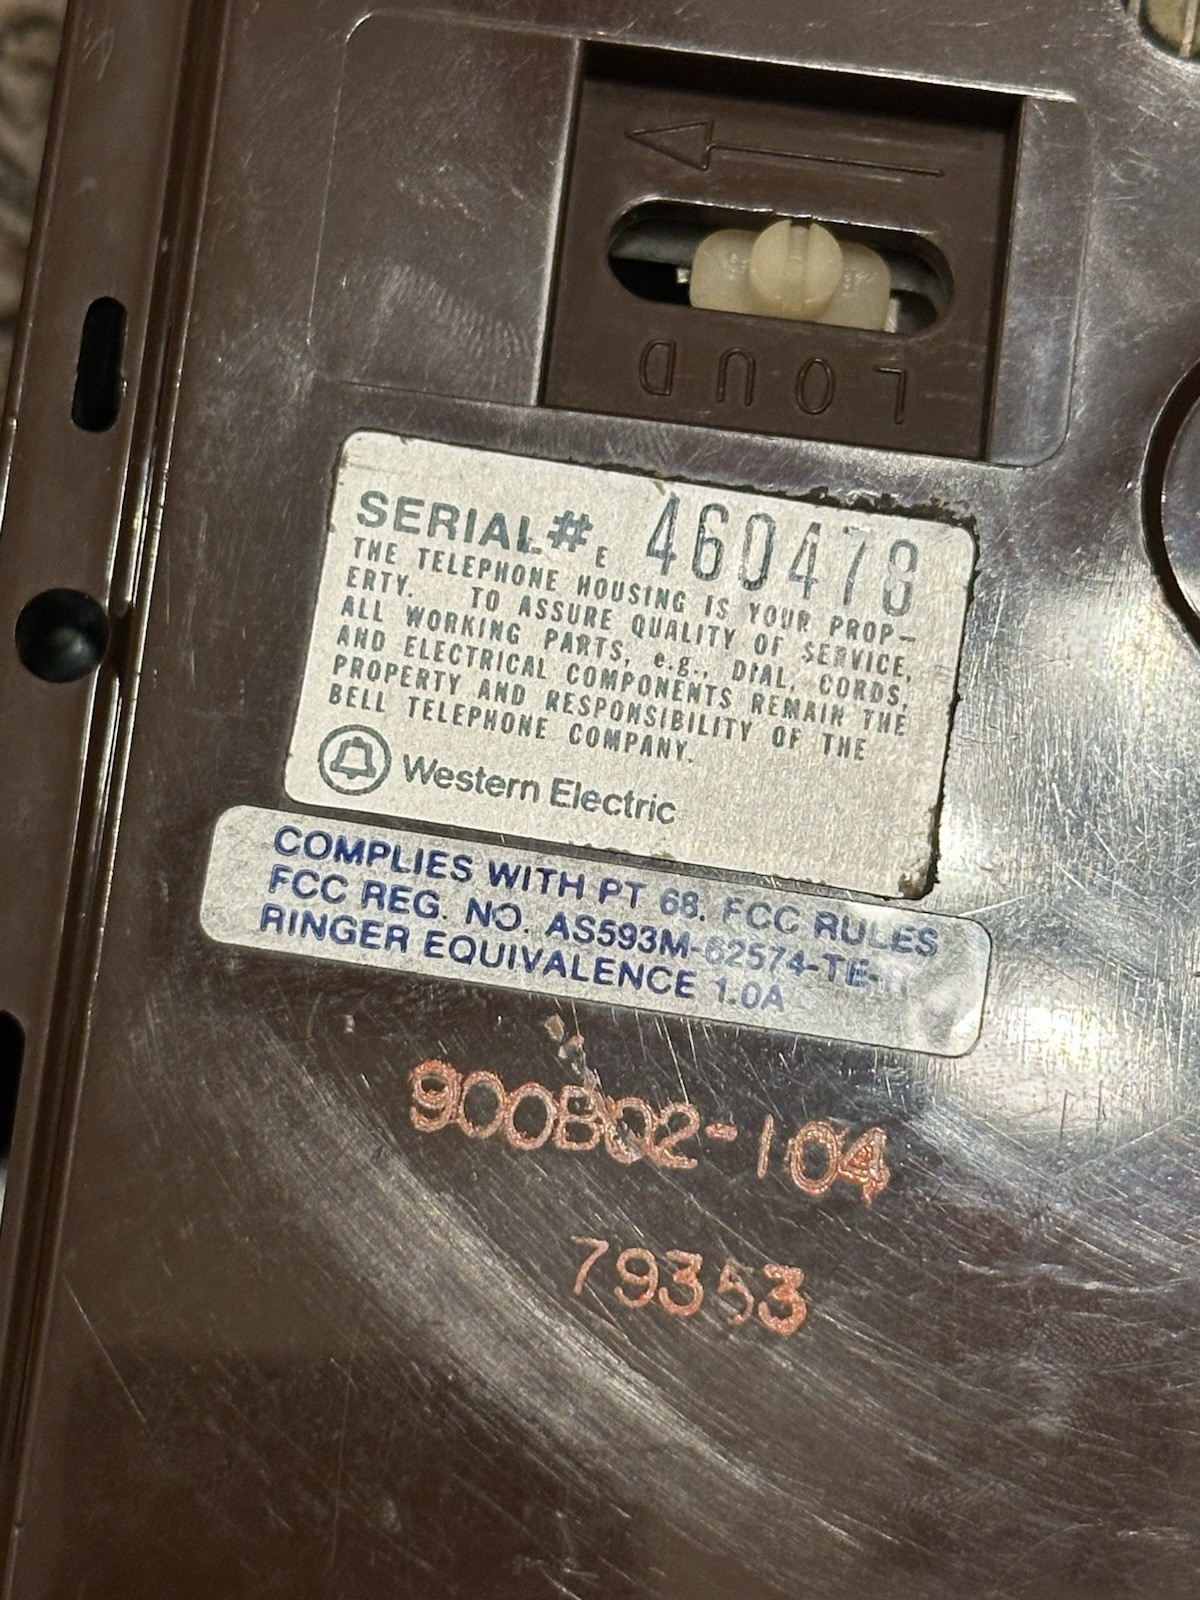 LOUD
SERIAL # E 460478
THE TELEPHONE HOUSING IS YOUR PROP-
ERTY. TO ASSURE QUALITY OF SERVICE,
ALL WORKING PARTS, e.g., DIAL, CORDS,
AND ELECTRICAL COMPONENTS REMAIN THE
PROPERTY AND RESPONSIBILITY OF THE
BELL TELEPHONE COMPANY.
Western Electric
COMPLIES WITH PT 68. FCC RULES
FCC REG. NO. AS593M-62574-TE-
RINGER EQUIVALENCE 1.0A
900B02-104
79353